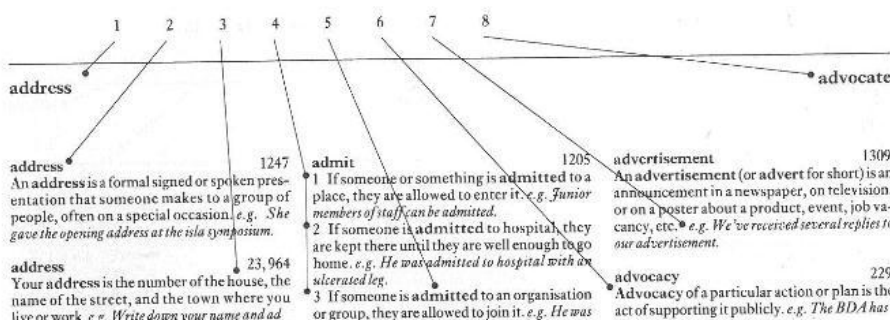 1 2 3 4 5 6 7 8
address
advocate
address 1247
An address is a formal signed or spoken pres-
entation that someone makes to a group of
people, often on a special occasion. e.g. She
gave the opening address at the isla symposium.
address 23,964
Your address is the number of the house, the
name of the street, and the town where you
live or work. e.g. Write down your name and ad
admit 1205
1 If someone or something is admitted to a
place, they are allowed to enter it. e.g. Junior
members of staff can be admitted.
2 If someone is admitted to hospital, they
are kept there until they are well enough to go
home. e.g. He was admitted to hospital with an
ulcerated leg.
3 If someone is admitted to an organisation
or group, they are allowed to join it. e.g. He was
advertisement 1309
An advertisement (or advert for short) is an
announcement in a newspaper, on television
or on a poster about a product, event, job va-
cancy, etc. e.g. We've received several replies to
our advertisement.
advocacy 229
Advocacy of a particular action or plan is the
act of supporting it publicly. e.g. The BDA has